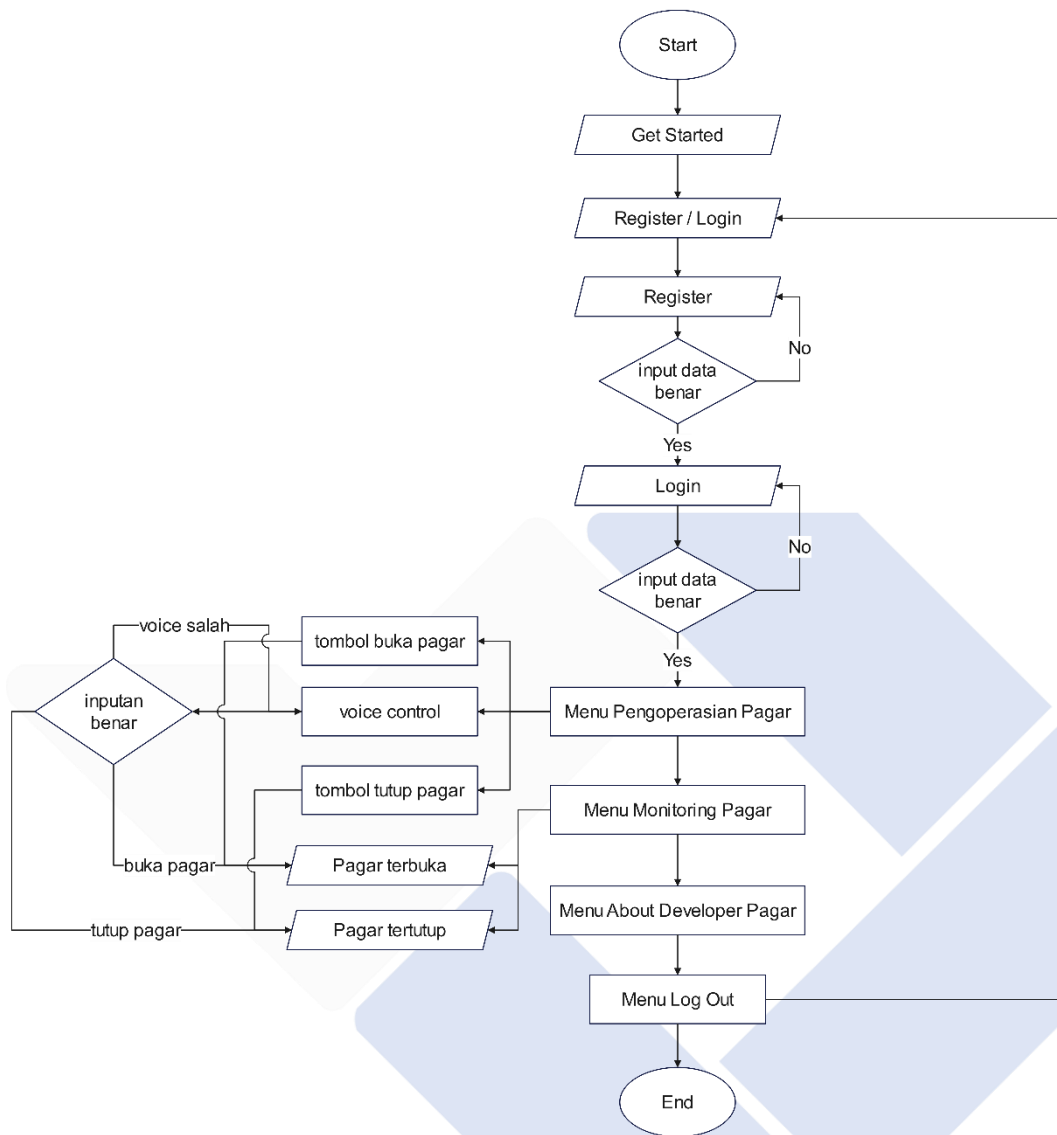 Start
Get Started
Register / Login
Register
No
input data
benar
Yes
Login
No
input data
benar
Yes
voice salah
tombol buka pagar
inputan
benar
voice control
Menu Pengoperasian Pagar
tombol tutup pagar
Menu Monitoring Pagar
buka pagar
Pagar terbuka
Menu About Developer Pagar
tutup pagar
Pagar tertutup
Menu Log Out
End